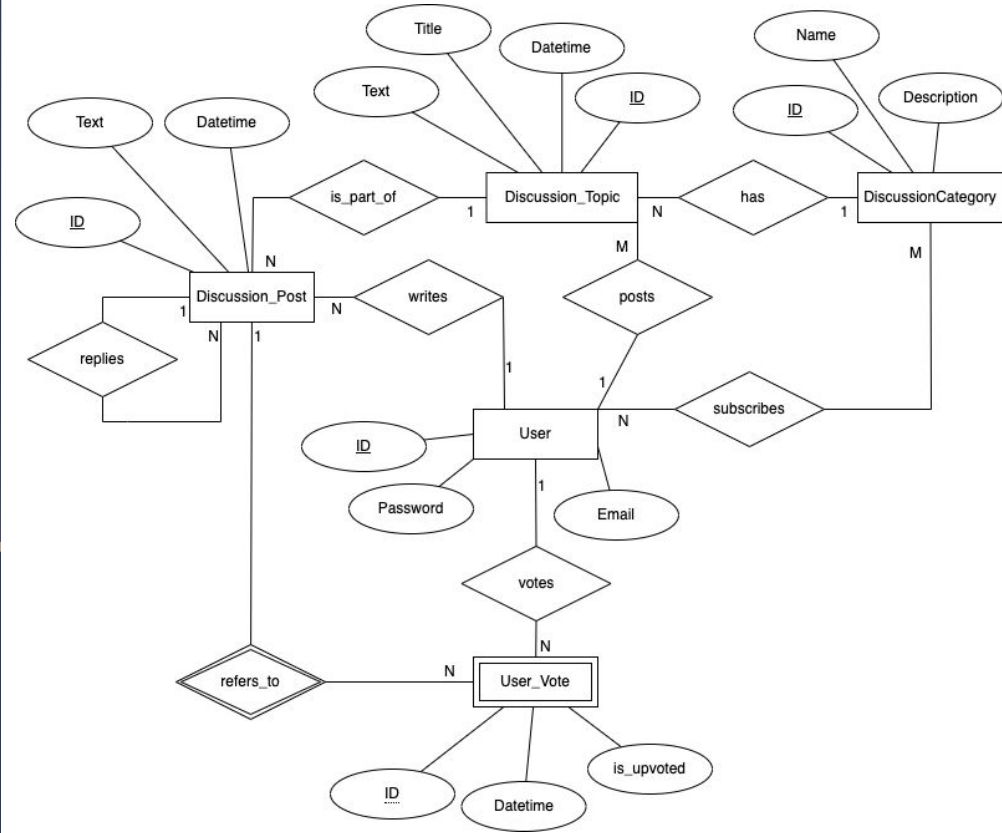 Title
Datetime
Name
Text
ID
ID
Description
Text
Datetime
is_part_of
Discussion_Topic
has
DiscussionCategory
1
N
1
ID
M
M
N
Discussion_Post
N
writes
posts
1
N
1
replies
1
1
subscribes
N
User
ID
1
Password
Email
votes
N
N
refers_to
User_Vote
is_upvoted
ID
Datetime